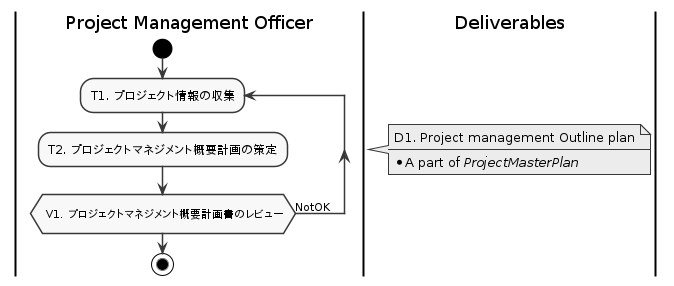 Project Management Officer
Deliverables
T1. プロジェクト情報の収集
D1. Project management Outline plan
T2. プロジェクトマネジメント概要計画の策定
•A part of ProjectMasterPlan
V1. プロジェクトマネジメント概要計画書のレビュー
NotOK